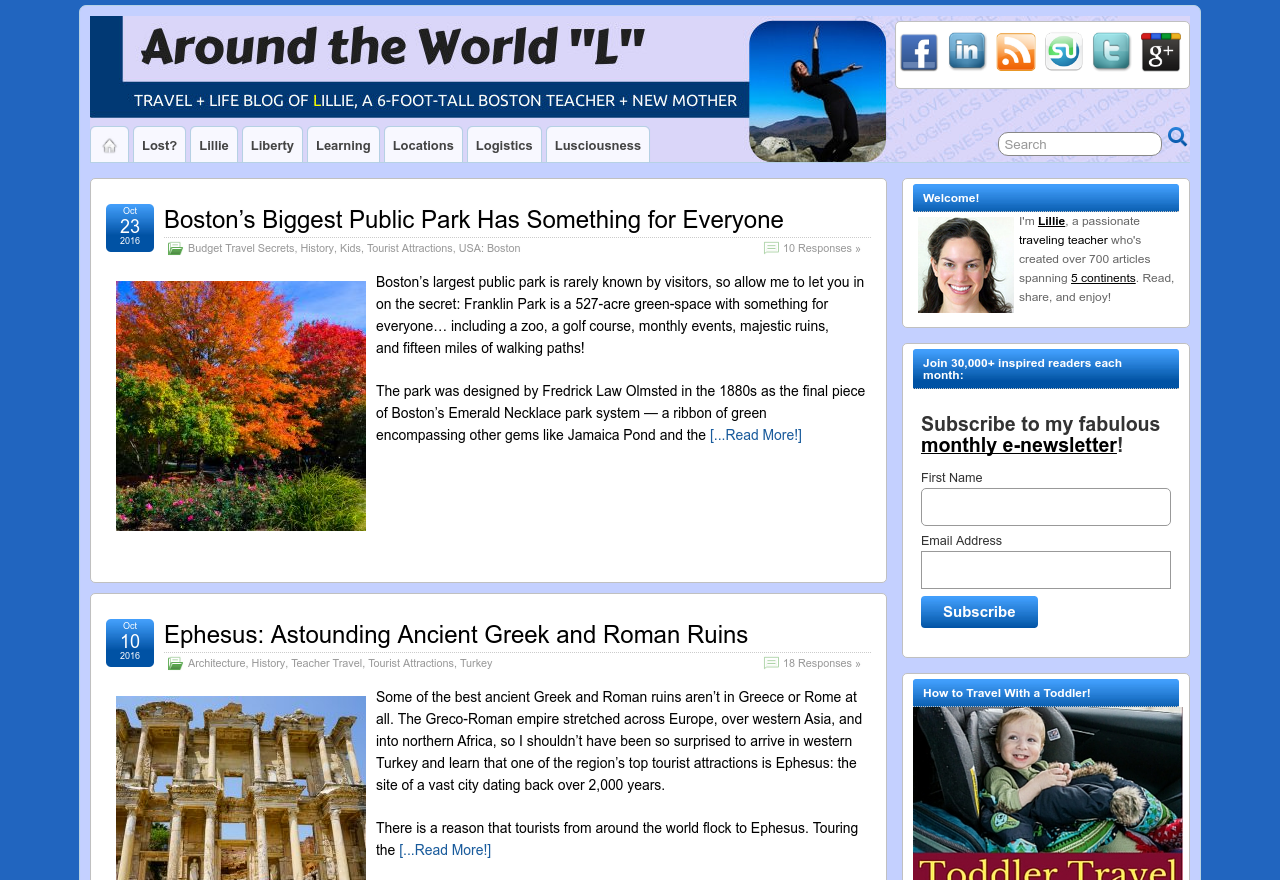 Around the World "L"
TRAVEL + LIFE BLOG OF LILLIE, A 6-FOOT-TALL BOSTON TEACHER + NEW MOTHER
Lost?
Lillie
Liberty
Learning
Locations
Logistics
Lusciousness
Search
Oct
23
2016
Boston’s Biggest Public Park Has Something for Everyone
Budget Travel Secrets, History, Kids, Tourist Attractions, USA: Boston
10 Responses »
Boston’s largest public park is rarely known by visitors, so allow me to let you in
on the secret: Franklin Park is a 527-acre green-space with something for
everyone… including a zoo, a golf course, monthly events, majestic ruins,
and fifteen miles of walking paths!
The park was designed by Fredrick Law Olmsted in the 1880s as the final piece
of Boston’s Emerald Necklace park system — a ribbon of green
encompassing other gems like Jamaica Pond and the [...Read More!]
Oct
10
2016
Ephesus: Astounding Ancient Greek and Roman Ruins
Architecture, History, Teacher Travel, Tourist Attractions, Turkey
18 Responses »
Some of the best ancient Greek and Roman ruins aren’t in Greece or Rome at
all. The Greco-Roman empire stretched across Europe, over western Asia, and
into northern Africa, so I shouldn’t have been so surprised to arrive in western
Turkey and learn that one of the region’s top tourist attractions is Ephesus: the
site of a vast city dating back over 2,000 years.
There is a reason that tourists from around the world flock to Ephesus. Touring
the [...Read More!]
Welcome!
I'm Lillie, a passionate
traveling teacher who's
created over 700 articles
spanning 5 continents. Read,
share, and enjoy!
Join 30,000+ inspired readers each
month:
Subscribe to my fabulous
monthly e-newsletter!
First Name
Email Address
Subscribe
How to Travel With a Toddler!
Toddler Travel